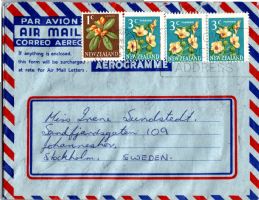 PAR AVION
AIR MAIL
CORREO AEREO
If anything is enclosed
this form will be surcharged
at rate for Air Mail Letters.
1c
NEW ZEALAND
3c
NEW ZEALAND
3c
NEW ZEALAND
3c
NEW ZEALAND
AEROGRAMME
ADDRESS
Miss Irene Sundstedt.
Sandfjärdsgatan 109
Johanneshov,
Stockholm. SWEDEN.